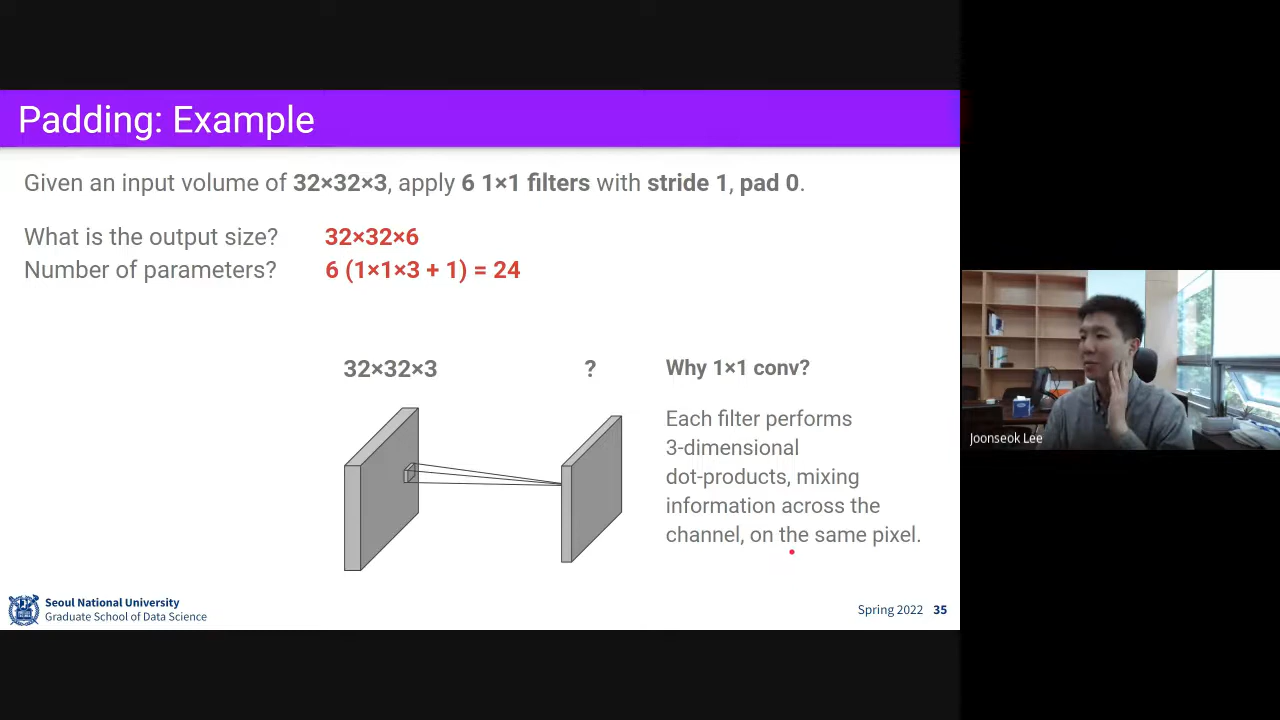 Padding: Example
Given an input volume of 32×32×3, apply 6 1×1 filters with stride 1, pad 0.
What is the output size? 32×32×6
Number of parameters? 6 (1×1×3 + 1) = 24
32×32×3 ? Why 1×1 conv?
Each filter performs
3-dimensional
dot-products, mixing
information across the
channel, on the same pixel.
Joonseok Lee
Seoul National University
Graduate School of Data Science
Spring 2022 35